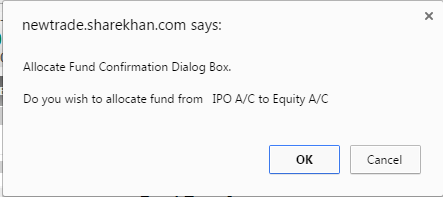 newtrade.sharekhan.com says:
Allocate Fund Confirmation Dialog Box.
Do you wish to allocate fund from IPO A/C to Equity A/C
OK Cancel